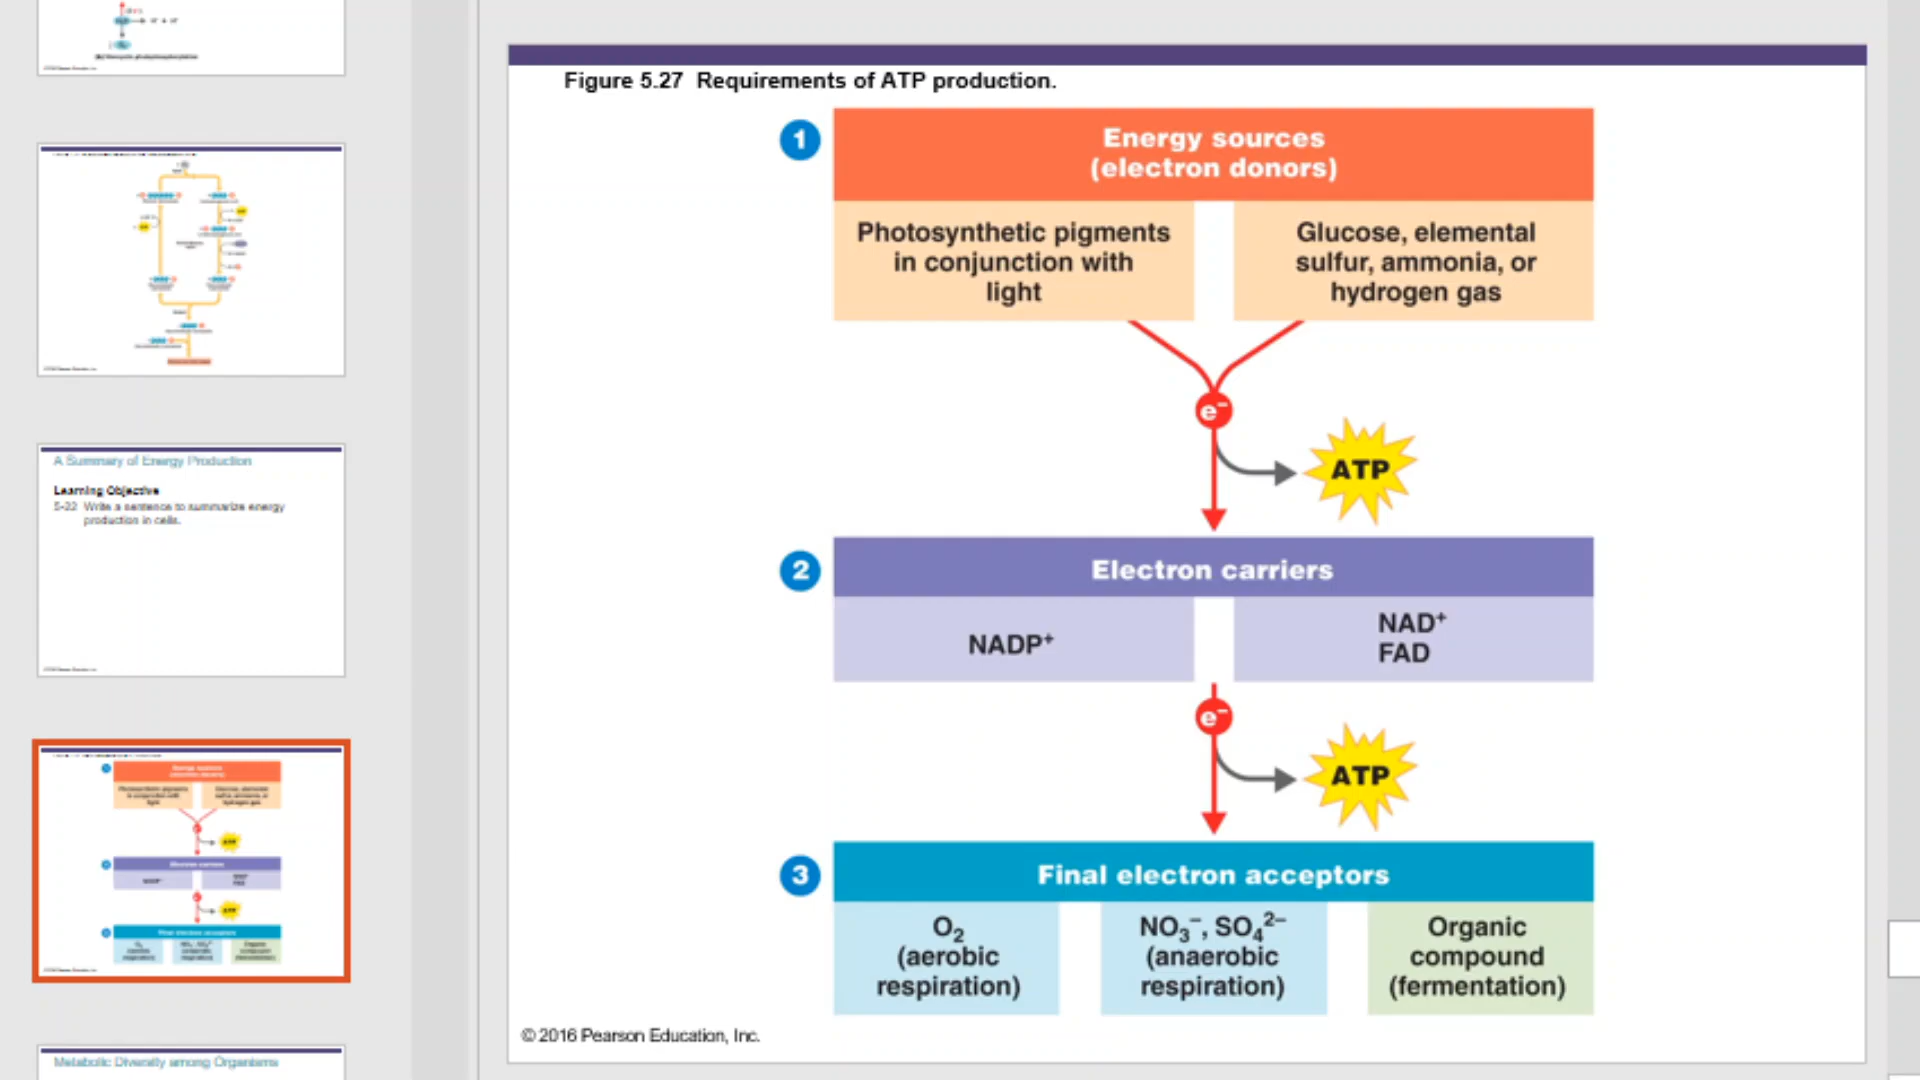 A Summary of Energy Production
Learning Objective
5-22 Write a sentence to summarize energy
production in cells.
Metabolic Diversity among Organisms
Figure 5.27 Requirements of ATP production.
1
Energy sources
(electron donors)
Photosynthetic pigments
in conjunction with
light
Glucose, elemental
sulfur, ammonia, or
hydrogen gas
e⁻
ATP
2
Electron carriers
NADP⁺
NAD⁺
FAD
e⁻
ATP
3
Final electron acceptors
O₂
(aerobic
respiration)
NO₃⁻, SO₄²⁻
(anaerobic
respiration)
Organic
compound
(fermentation)
© 2016 Pearson Education, Inc.